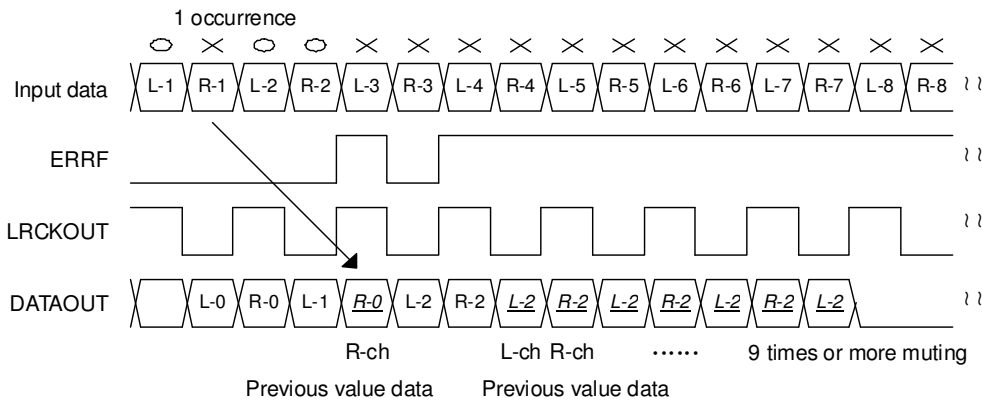 1 occurrence
Input data L-1 R-1 L-2 R-2 L-3 R-3 L-4 R-4 L-5 R-5 L-6 R-6 L-7 R-7 L-8 R-8
ERRF
LRCKOUT
DATAOUT L-0 R-0 L-1 R-0 L-2 R-2 L-2 R-2 L-2 R-2 L-2 R-2 L-2
R-ch L-ch R-ch ...... 9 times or more muting
Previous value data Previous value data